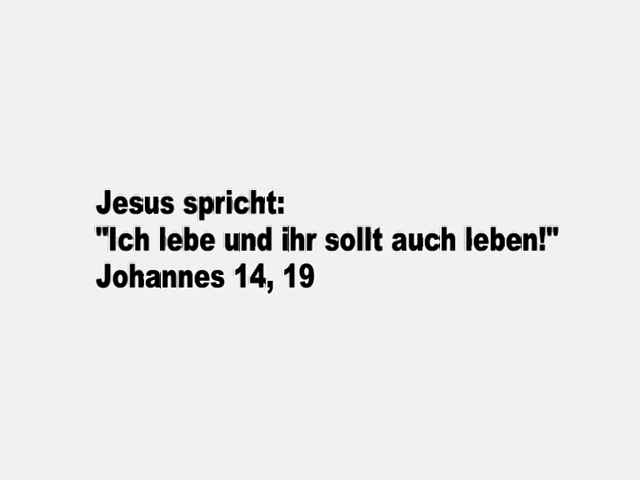 Jesus spricht:
"Ich lebe und ihr sollt auch leben!"
Johannes 14, 19